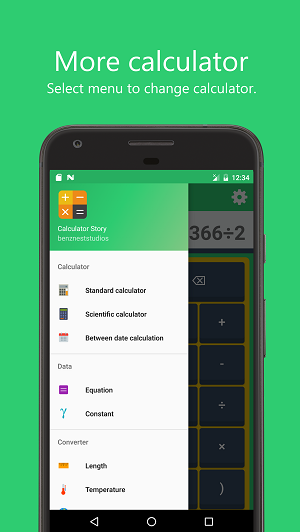 More calculator
Select menu to change calculator.
12:34
Calculator Story
benzneststudios
366÷2
Calculator
Standard calculator
Scientific calculator
Between date calculation
Data
Equation
Constant
Converter
Length
Temperature
+
-
÷
×
)